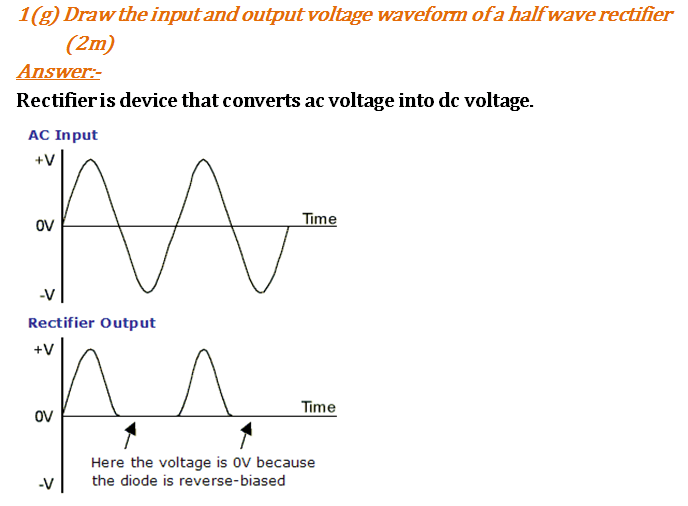 1(g) Draw the input and output voltage waveform of a half wave rectifier
(2m)
Answer:-
Rectifier is device that converts ac voltage into dc voltage.
AC Input
+V
0V
Time
-V
Rectifier Output
+V
0V
Time
Here the voltage is 0V because
the diode is reverse-biased
-V